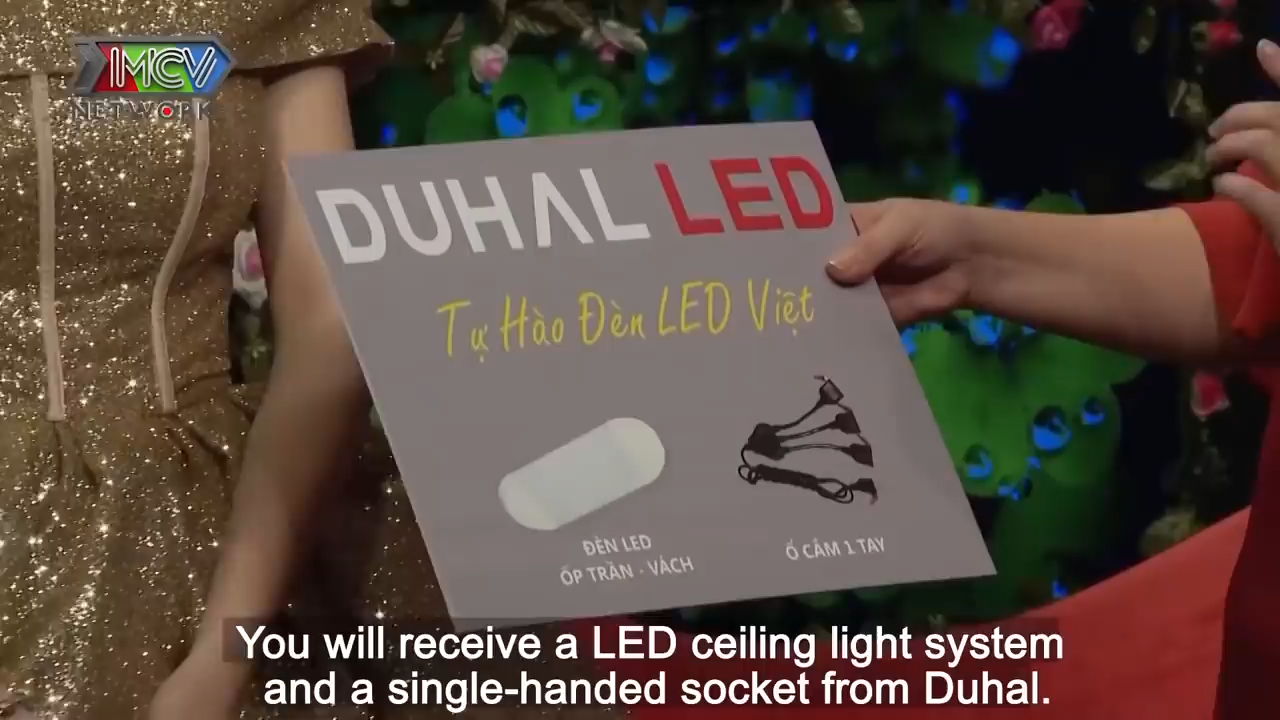 MCV
NETWORK
DUHAL LED
Tự Hào Đèn LED Việt
ĐÈN LED
ỐP TRẦN - VÁCH
Ổ CẮM 1 TAY
You will receive a LED ceiling light system
and a single-handed socket from Duhal.